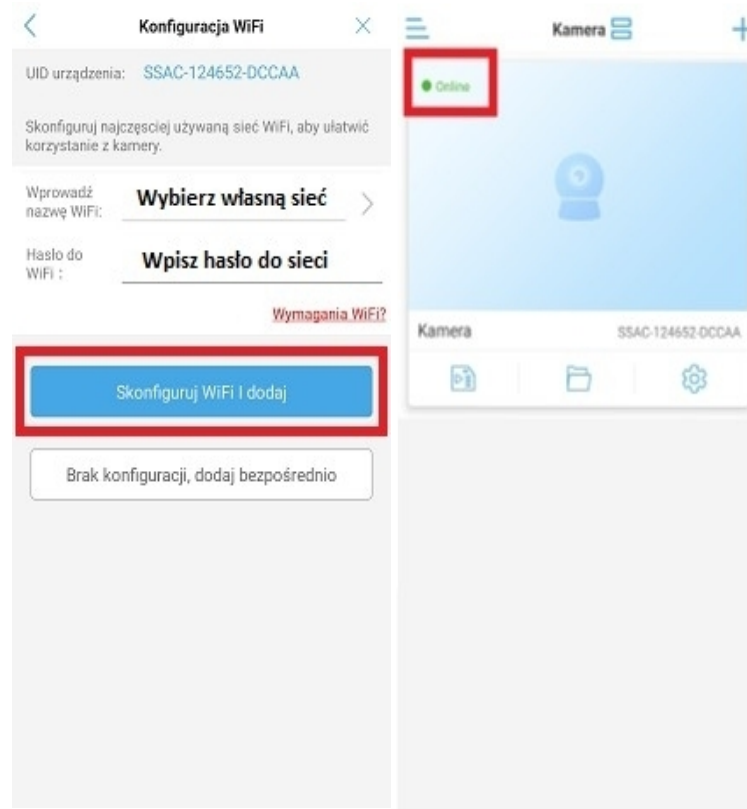 Konfiguracja WiFi
UID urządzenia: SSAC-124652-DCCAA
Skonfiguruj najczęsciej używaną sieć WiFi, aby ułatwić
korzystanie z kamery.
Wprowadź
nazwę WiFi:
Wybierz własną sieć
Hasło do
WiFi :
Wpisz hasło do sieci
Wymagania WiFi?
Skonfiguruj WiFi I dodaj
Brak konfiguracji, dodaj bezpośrednio
Kamera
Online
Kamera
SSAC-124652-DCCAA